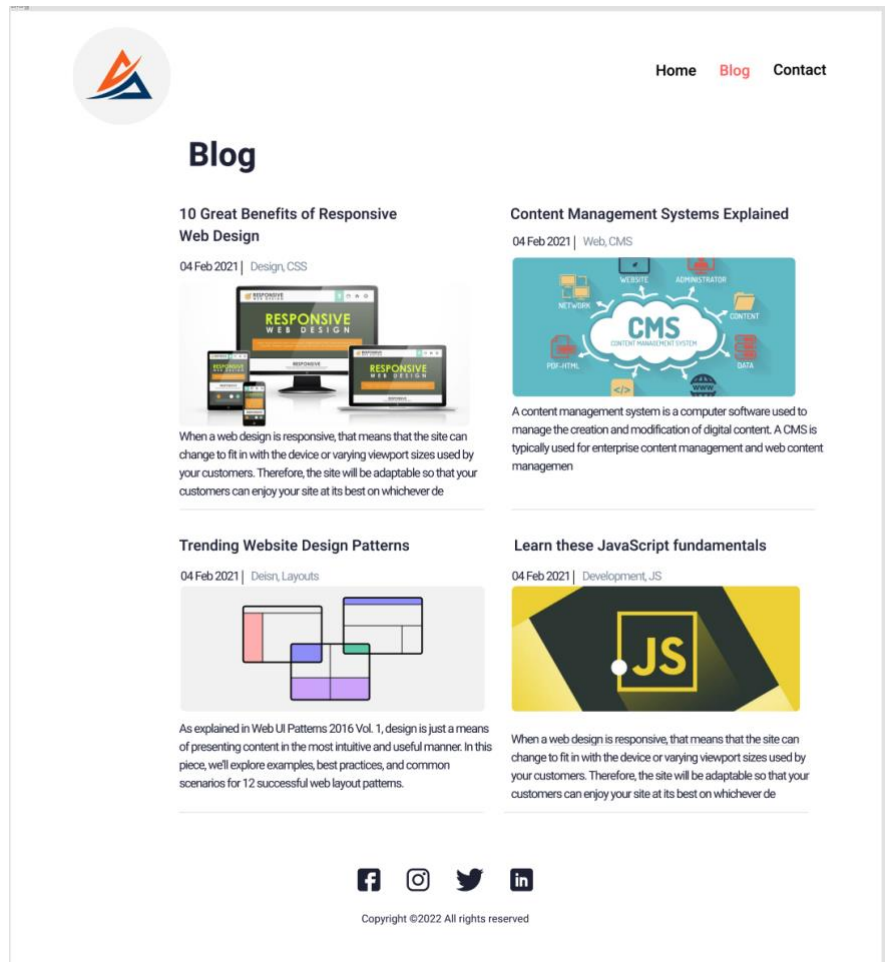 Blog
Home Blog Contact
Blog
10 Great Benefits of Responsive
Web Design
04 Feb 2021 | Design, CSS
RESPONSIVE
WEB DESIGN
RESPONSIVE
WEB DESIGN
RESPONSIVE
RESPONSIVE
WEB DESIGN
When a web design is responsive, that means that the site can
change to fit in with the device or varying viewport sizes used by
your customers. Therefore, the site will be adaptable so that your
customers can enjoy your site at its best on whichever de
Content Management Systems Explained
04 Feb 2021 | Web, CMS
WEBSITE
ADMINISTRATOR
NETWORK
CONTENT
CMS
CONTENT MANAGEMENT SYSTEM
PDF-HTML
DATA
</>
WWW
A content management system is a computer software used to
manage the creation and modification of digital content. A CMS is
typically used for enterprise content management and web content
managemen
Trending Website Design Patterns
04 Feb 2021 | Deisn, Layouts
As explained in Web UI Patterns 2016 Vol. 1, design is just a means
of presenting content in the most intuitive and useful manner. In this
piece, we'll explore examples, best practices, and common
scenarios for 12 successful web layout patterns.
Learn these JavaScript fundamentals
04 Feb 2021 | Development, JS
JS
When a web design is responsive, that means that the site can
change to fit in with the device or varying viewport sizes used by
your customers. Therefore, the site will be adaptable so that your
customers can enjoy your site at its best on whichever de
in
Copyright ©2022 All rights reserved